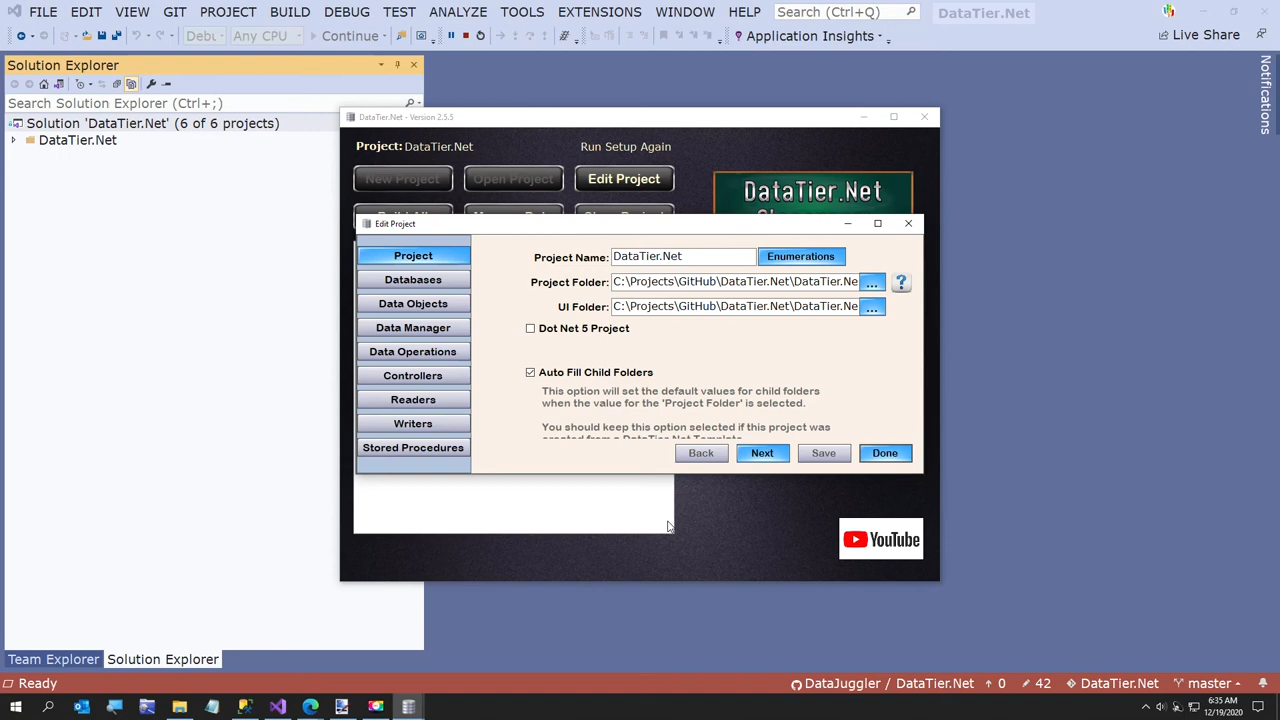 FILE EDIT VIEW GIT PROJECT BUILD DEBUG TEST ANALYZE TOOLS EXTENSIONS WINDOW HELP Search (Ctrl+Q) DataTier.Net
Any CPU Continue Application Insights Live Share
Solution Explorer
Notifications
Search Solution Explorer (Ctrl+;)
Solution 'DataTier.Net' (6 of 6 projects)
DataTier.Net
DataTier.Net - Version 2.5.5
Project: DataTier.Net Run Setup Again
New Project Open Project Edit Project
DataTier.Net
Edit Project
Project
Databases
Data Objects
Data Manager
Data Operations
Controllers
Readers
Writers
Stored Procedures
Project Name: DataTier.Net Enumerations
Project Folder: C:\Projects\GitHub\DataTier.Net\DataTier.Ne ... ?
UI Folder: C:\Projects\GitHub\DataTier.Net\DataTier.Ne ...
Dot Net 5 Project
Auto Fill Child Folders
This option will set the default values for child folders
when the value for the 'Project Folder' is selected.
You should keep this option selected if this project was
created from a DataTier.Net Template.
Back Next Save Done
YouTube
Team Explorer Solution Explorer
Ready DataJuggler / DataTier.Net 0 42 DataTier.Net master
6:35 AM
12/19/2020